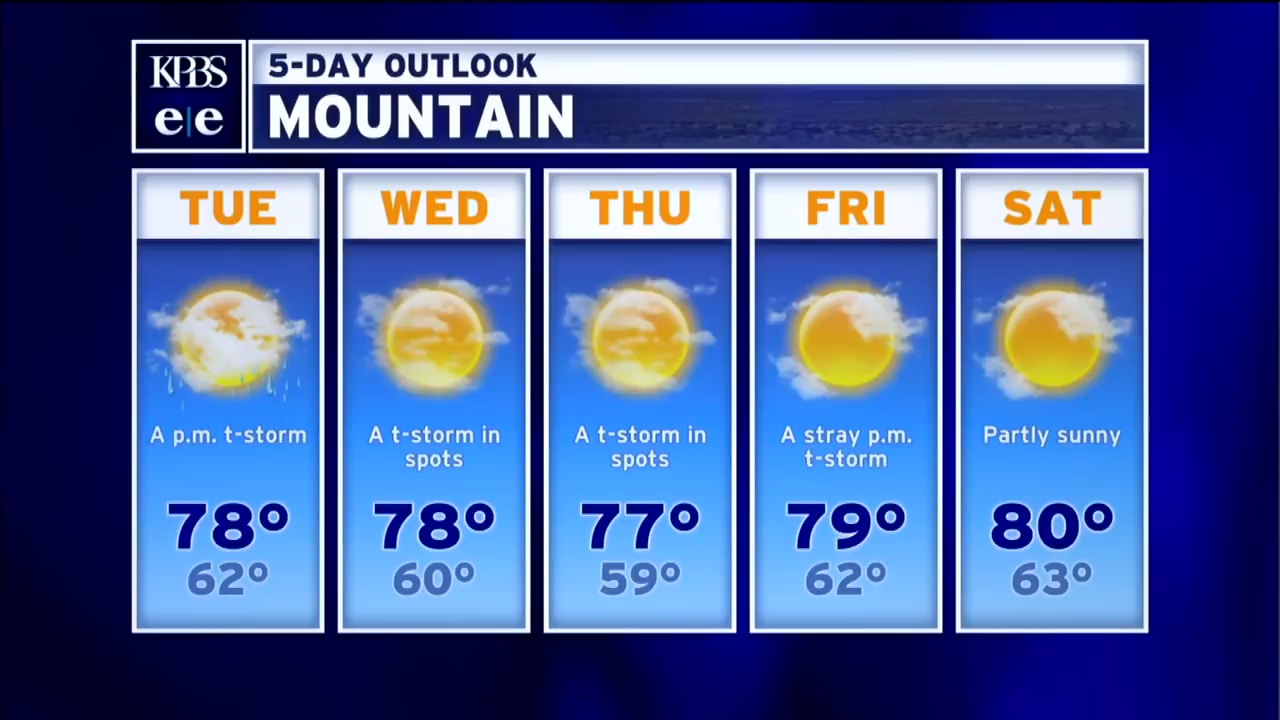 KPBS
e|e
5-DAY OUTLOOK
MOUNTAIN
TUE
A p.m. t-storm
78°
62°
WED
A t-storm in
spots
78°
60°
THU
A t-storm in
spots
77°
59°
FRI
A stray p.m.
t-storm
79°
62°
SAT
Partly sunny
80°
63°